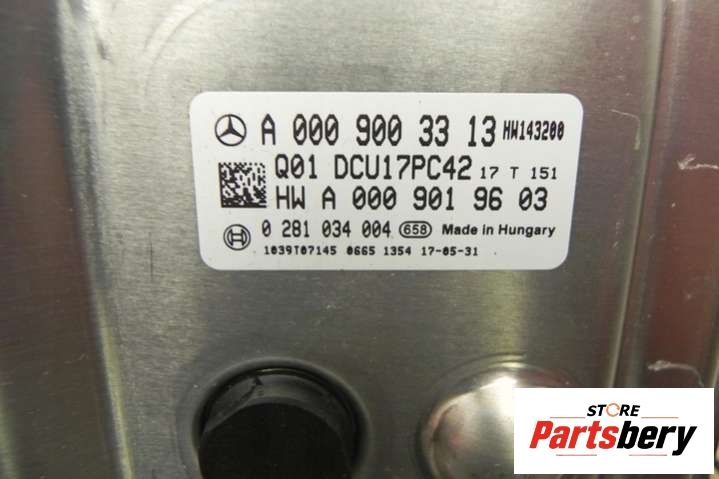 A 000 900 33 13 HW143200
Q01 DCU17PC42 17 T 151
HW A 000 901 96 03
0 281 034 004 658 Made in Hungary
1039T07145 0665 1354 17-05-31
STORE
Partsbery